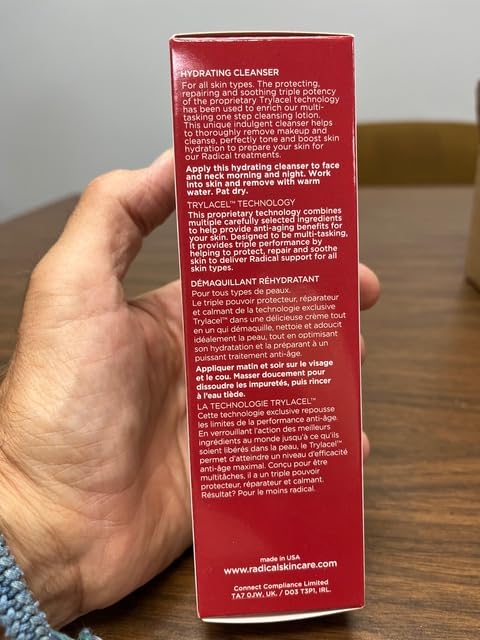 HYDRATING CLEANSER
For all skin types. The protecting,
repairing and soothing triple potency
of the proprietary Trylacel technology
has been used to enrich our multi-
tasking one step cleansing lotion.
This unique indulgent cleanser helps
to thoroughly remove makeup and
cleanse, perfectly tone and boost skin
hydration to prepare your skin for
our Radical treatments.
Apply this hydrating cleanser to face
and neck morning and night. Work
into skin and remove with warm
water. Pat dry.
TRYLACEL™ TECHNOLOGY
This proprietary technology combines
multiple carefully selected ingredients
to help provide anti-aging benefits for
your skin. Designed to be multi-tasking,
it provides triple performance by
helping to protect, repair and soothe
skin to deliver Radical support for all
skin types.
DÉMAQUILLANT RÉHYDRATANT
Pour tous types de peaux.
Le triple pouvoir protecteur, réparateur
et calmant de la technologie exclusive
Trylacel™ dans une délicieuse crème tout
en un qui démaquille, nettoie et adoucit
idéalement la peau, tout en optimisant
son hydratation et la préparant à un
puissant traitement anti-âge.
Appliquer matin et soir sur le visage
et le cou. Masser doucement pour
dissoudre les impuretés, puis rincer
à l'eau tiède.
LA TECHNOLOGIE TRYLACEL™
Cette technologie exclusive repousse
les limites de la performance anti-âge.
En verrouillant l'action des meilleurs
ingrédients au monde jusqu'à ce qu'ils
soient libérés dans la peau, le Trylacel™
permet d'atteindre un niveau d'efficacité
anti-âge maximal. Conçu pour être
multitâches, il a un triple pouvoir
protecteur, réparateur et calmant.
Résultat? Pour le moins radical.
made in USA
www.radicalskincare.com
Connect Compliance Limited
TA7 0JW, UK. / D03 T3P1, IRL.